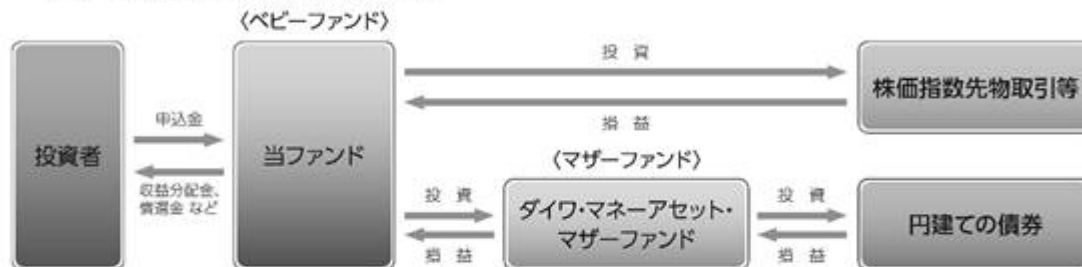 〈ベビーファンド〉
投資者
申込金
収益分配金、
償還金 など
当ファンド
投 資
損 益
株価指数先物取引等
〈マザーファンド〉
投 資
損 益
ダイワ・マネーアセット・
マザーファンド
投 資
損 益
円建ての債券